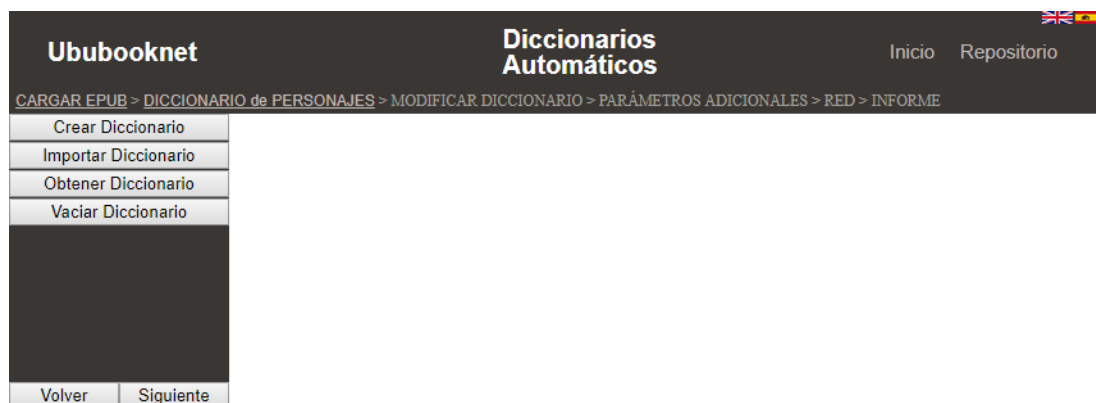 Ububooknet
Diccionarios
Automáticos
Inicio Repositorio
CARGAR EPUB > DICCIONARIO de PERSONAJES > MODIFICAR DICCIONARIO > PARÁMETROS ADICIONALES > RED > INFORME
Crear Diccionario
Importar Diccionario
Obtener Diccionario
Vaciar Diccionario
Volver Siguiente